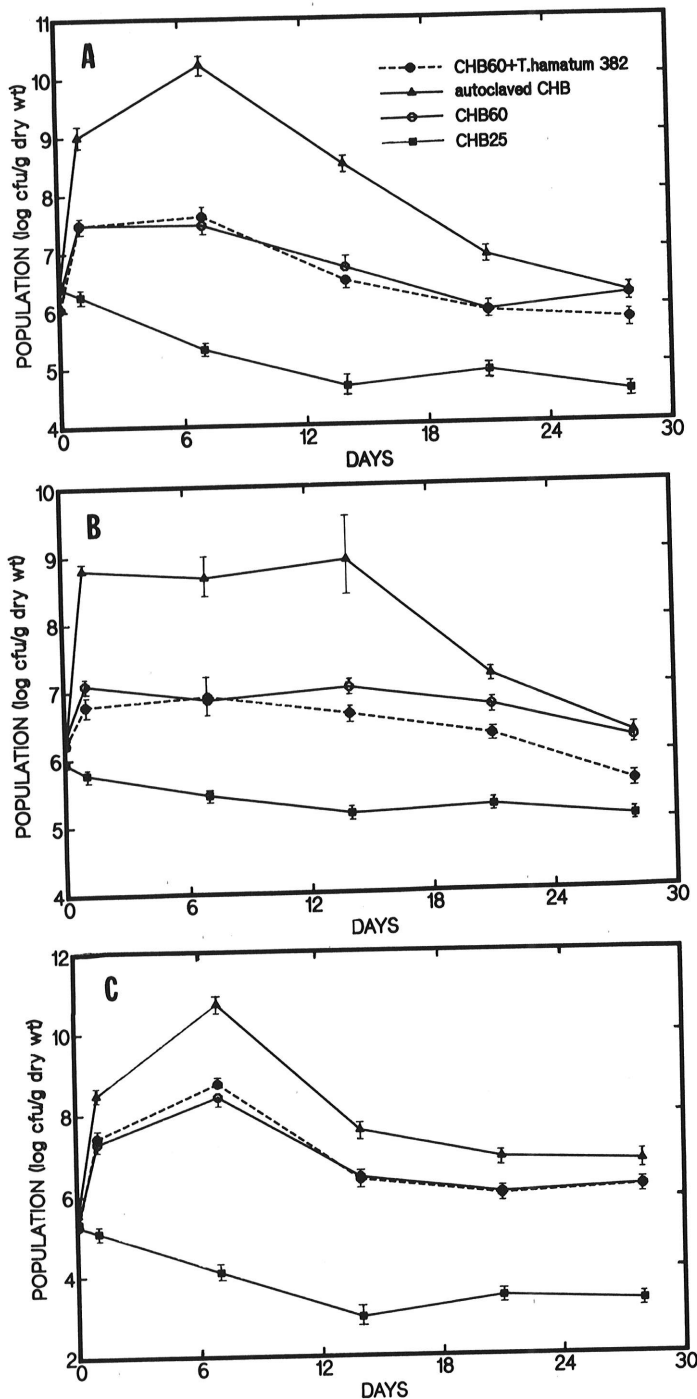 A
CHB60+T.hamatum 382
autoclaved CHB
CHB60
CHB25
POPULATION (log cfu/g dry wt)
11
10
9
8
7
6
5
4
0 6 12 18 24 30
DAYS
B
POPULATION (log cfu/g dry wt)
10
9
8
7
6
5
4
0 6 12 18 24 30
DAYS
C
POPULATION (log cfu/g dry wt)
12
10
8
6
4
2
0 6 12 18 24 30
DAYS